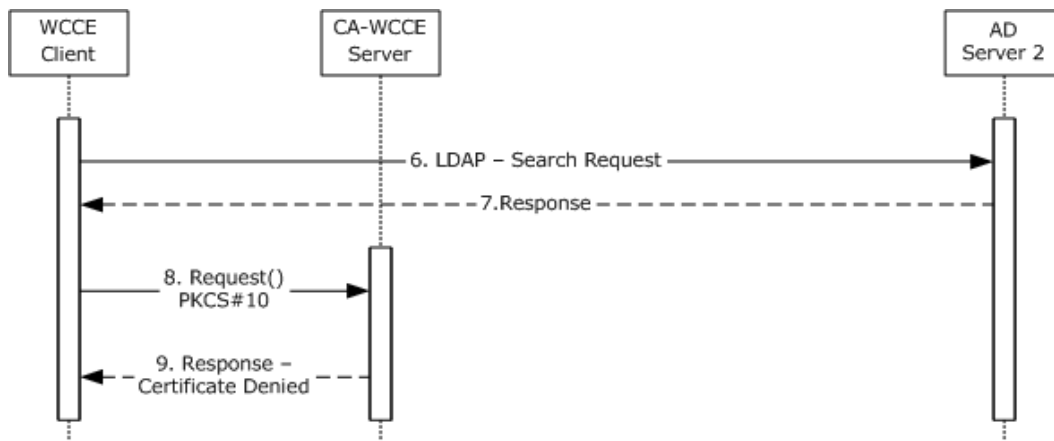 WCCE
Client
CA-WCCE
Server
AD
Server 2
6. LDAP – Search Request
7.Response
8. Request()
PKCS#10
9. Response –
Certificate Denied